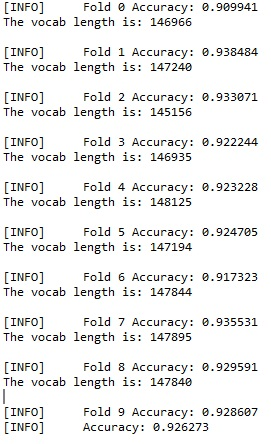 [INFO] Fold 0 Accuracy: 0.909941
The vocab length is: 146966
[INFO] Fold 1 Accuracy: 0.938484
The vocab length is: 147240
[INFO] Fold 2 Accuracy: 0.933071
The vocab length is: 145156
[INFO] Fold 3 Accuracy: 0.922244
The vocab length is: 146935
[INFO] Fold 4 Accuracy: 0.923228
The vocab length is: 148125
[INFO] Fold 5 Accuracy: 0.924705
The vocab length is: 147194
[INFO] Fold 6 Accuracy: 0.917323
The vocab length is: 147844
[INFO] Fold 7 Accuracy: 0.935531
The vocab length is: 147895
[INFO] Fold 8 Accuracy: 0.929591
The vocab length is: 147840
[INFO] Fold 9 Accuracy: 0.928607
[INFO] Accuracy: 0.926273